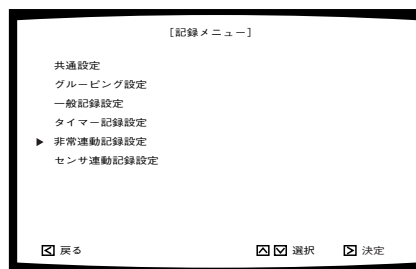 [記録メニュー]
共通設定
グルーピング設定
一般記録設定
タイマー記録設定
▶ 非常連動記録設定
センサ連動記録設定
戻る 選択 決定